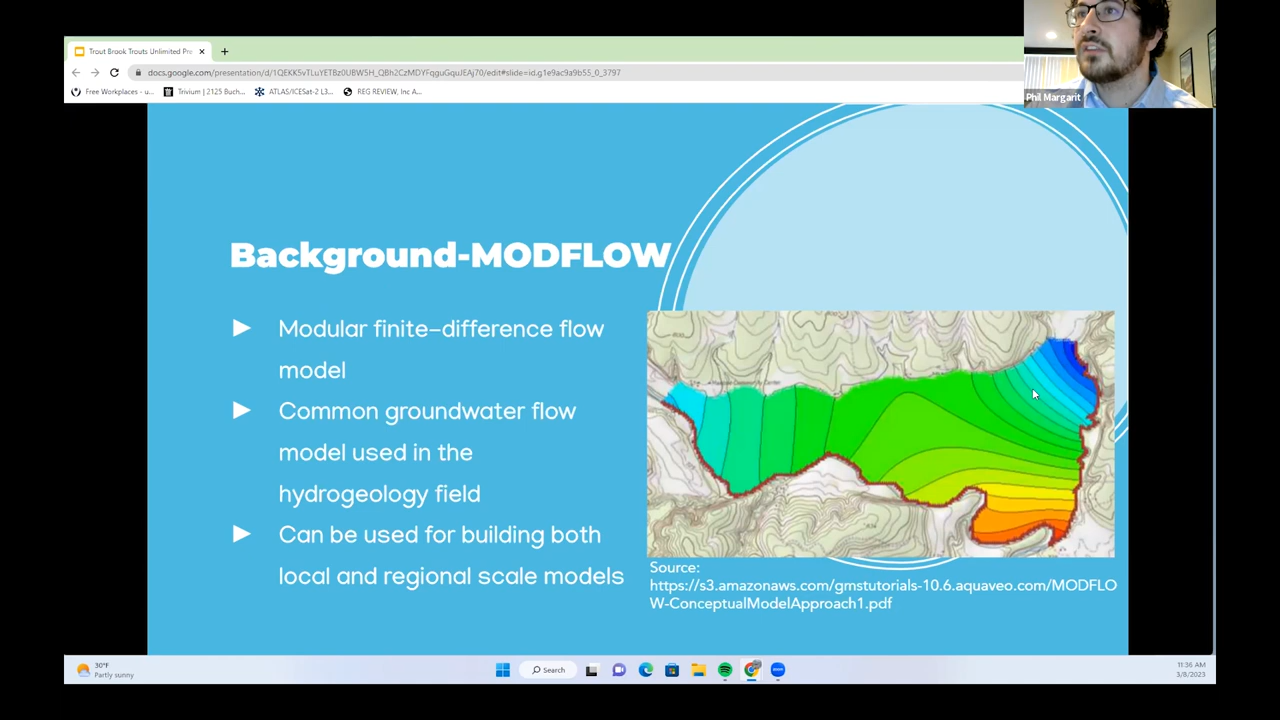 Trout Brook Trouts Unlimited Pre
docs.google.com/presentation/d/1QEKK5vTLuYETBz0UBW5H_QBh2CzMDYFqguGquJEAj70/edit#slide=id.g1e9ac9a9b55_0_3797
Free Workplaces - u...
Trivium | 2125 Buch...
ATLAS/ICESat-2 L3...
REG REVIEW, Inc A...
Phil Margarit
Background-MODFLOW
Modular finite-difference flow
model
Common groundwater flow
model used in the
hydrogeology field
Can be used for building both
local and regional scale models
Source:
https://s3.amazonaws.com/gmstutorials-10.6.aquaveo.com/MODFLO
W-ConceptualModelApproach1.pdf
30°F
Partly sunny
Search
11:36 AM
3/8/2023